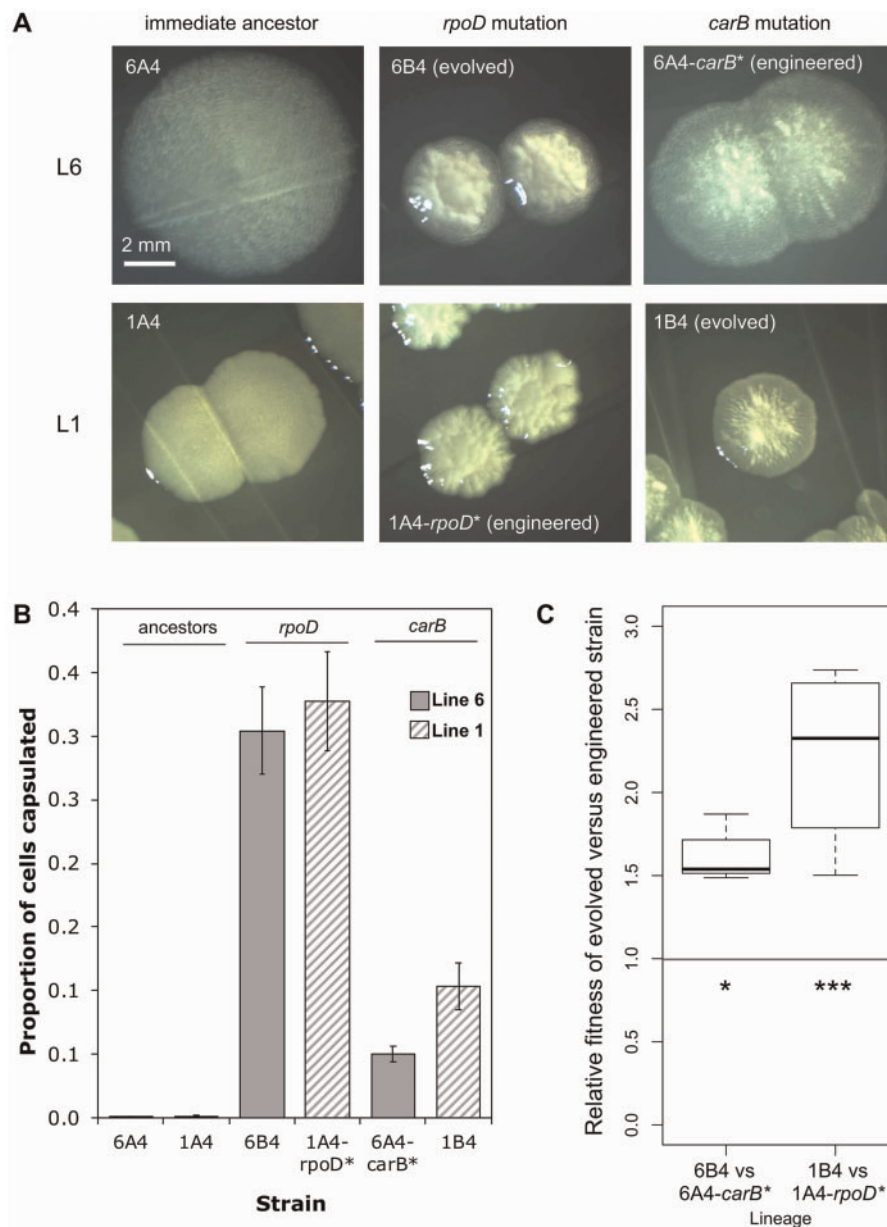 A
immediate ancestor
rpoD mutation
carB mutation
L6
6A4
2 mm
6B4 (evolved)
6A4-carB* (engineered)
L1
1A4
1A4-rpoD* (engineered)
1B4 (evolved)
B
Proportion of cells capsulated
0.4
0.4
0.3
0.3
0.2
0.2
0.1
0.1
0.0
ancestors
rpoD
carB
Line 6
Line 1
6A4
1A4
6B4
1A4-
rpoD*
6A4-
carB*
1B4
Strain
C
Relative fitness of evolved versus engineered strain
3.0
2.5
2.0
1.5
1.0
0.5
0.0
*
***
6B4 vs
6A4-carB*
1B4 vs
1A4-rpoD*
Lineage